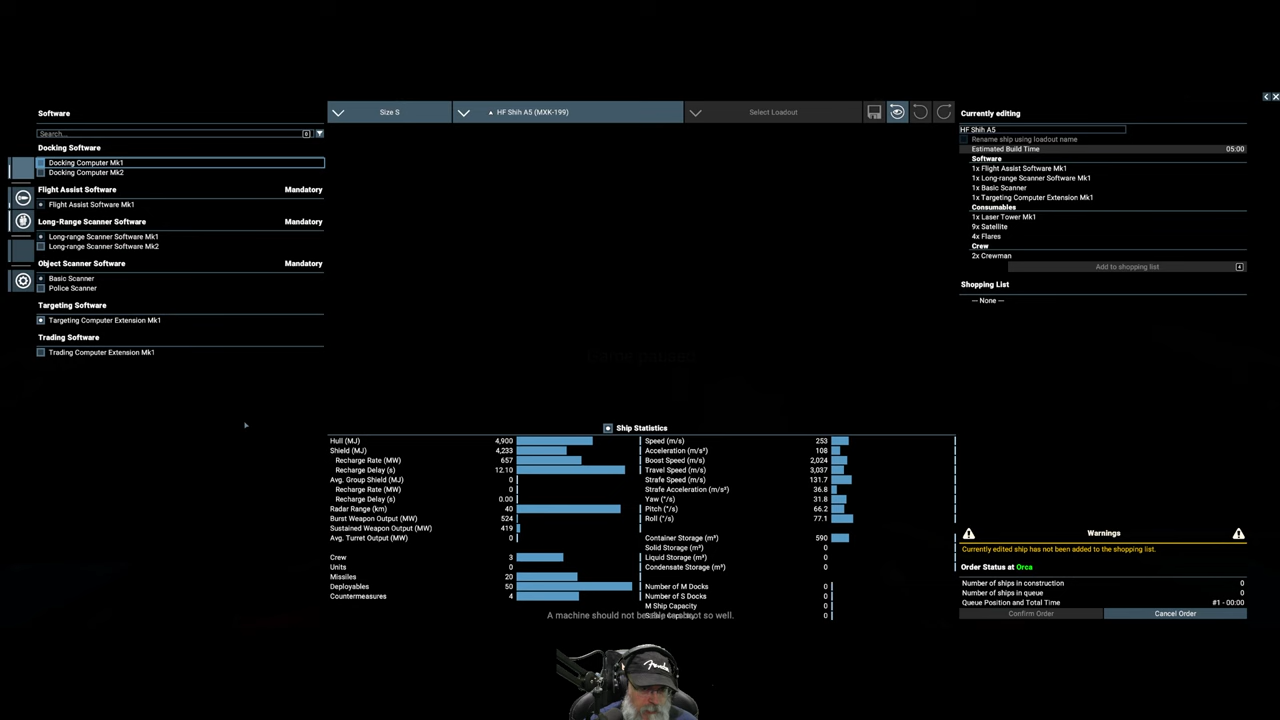 Software
Search...
Docking Software
Docking Computer Mk1
Docking Computer Mk2
Flight Assist Software Mandatory
Flight Assist Software Mk1
Long-Range Scanner Software Mandatory
Long-range Scanner Software Mk1
Long-range Scanner Software Mk2
Object Scanner Software Mandatory
Basic Scanner
Police Scanner
Targeting Software
Targeting Computer Extension Mk1
Trading Software
Trading Computer Extension Mk1
Size S
HF Shih A5 (MXK-199)
Select Loadout
Game paused
Ship Statistics
Hull (MJ) 4,900
Shield (MJ) 4,233
Recharge Rate (MW) 657
Recharge Delay (s) 12.10
Avg. Group Shield (MJ) 0
Recharge Rate (MW) 0
Recharge Delay (s) 0.00
Radar Range (km) 40
Burst Weapon Output (MW) 524
Sustained Weapon Output (MW) 419
Avg. Turret Output (MW) 0
Crew 3
Units 0
Missiles 20
Deployables 50
Countermeasures 4
Speed (m/s) 253
Acceleration (m/s²) 108
Boost Speed (m/s) 2,024
Travel Speed (m/s) 3,037
Strafe Speed (m/s) 131.7
Strafe Acceleration (m/s²) 36.8
Yaw (°/s) 31.8
Pitch (°/s) 66.2
Roll (°/s) 77.1
Container Storage (m³) 590
Solid Storage (m³) 0
Liquid Storage (m³) 0
Condensate Storage (m³) 0
Number of M Docks 0
Number of S Docks 0
M Ship Capacity 0
0
A machine should not be
not so well.
Currently editing
HF Shih A5
Rename ship using loadout name
Estimated Build Time 05:00
Software
1x Flight Assist Software Mk1
1x Long-range Scanner Software Mk1
1x Basic Scanner
1x Targeting Computer Extension Mk1
Consumables
1x Laser Tower Mk1
9x Satellite
4x Flares
Crew
2x Crewman
Add to shopping list
Shopping List
— None —
Warnings
Currently edited ship has not been added to the shopping list.
Order Status at Orca
Number of ships in construction 0
Number of ships in queue 0
Queue Position and Total Time #1 - 00:00
Confirm Order
Cancel Order
Fender